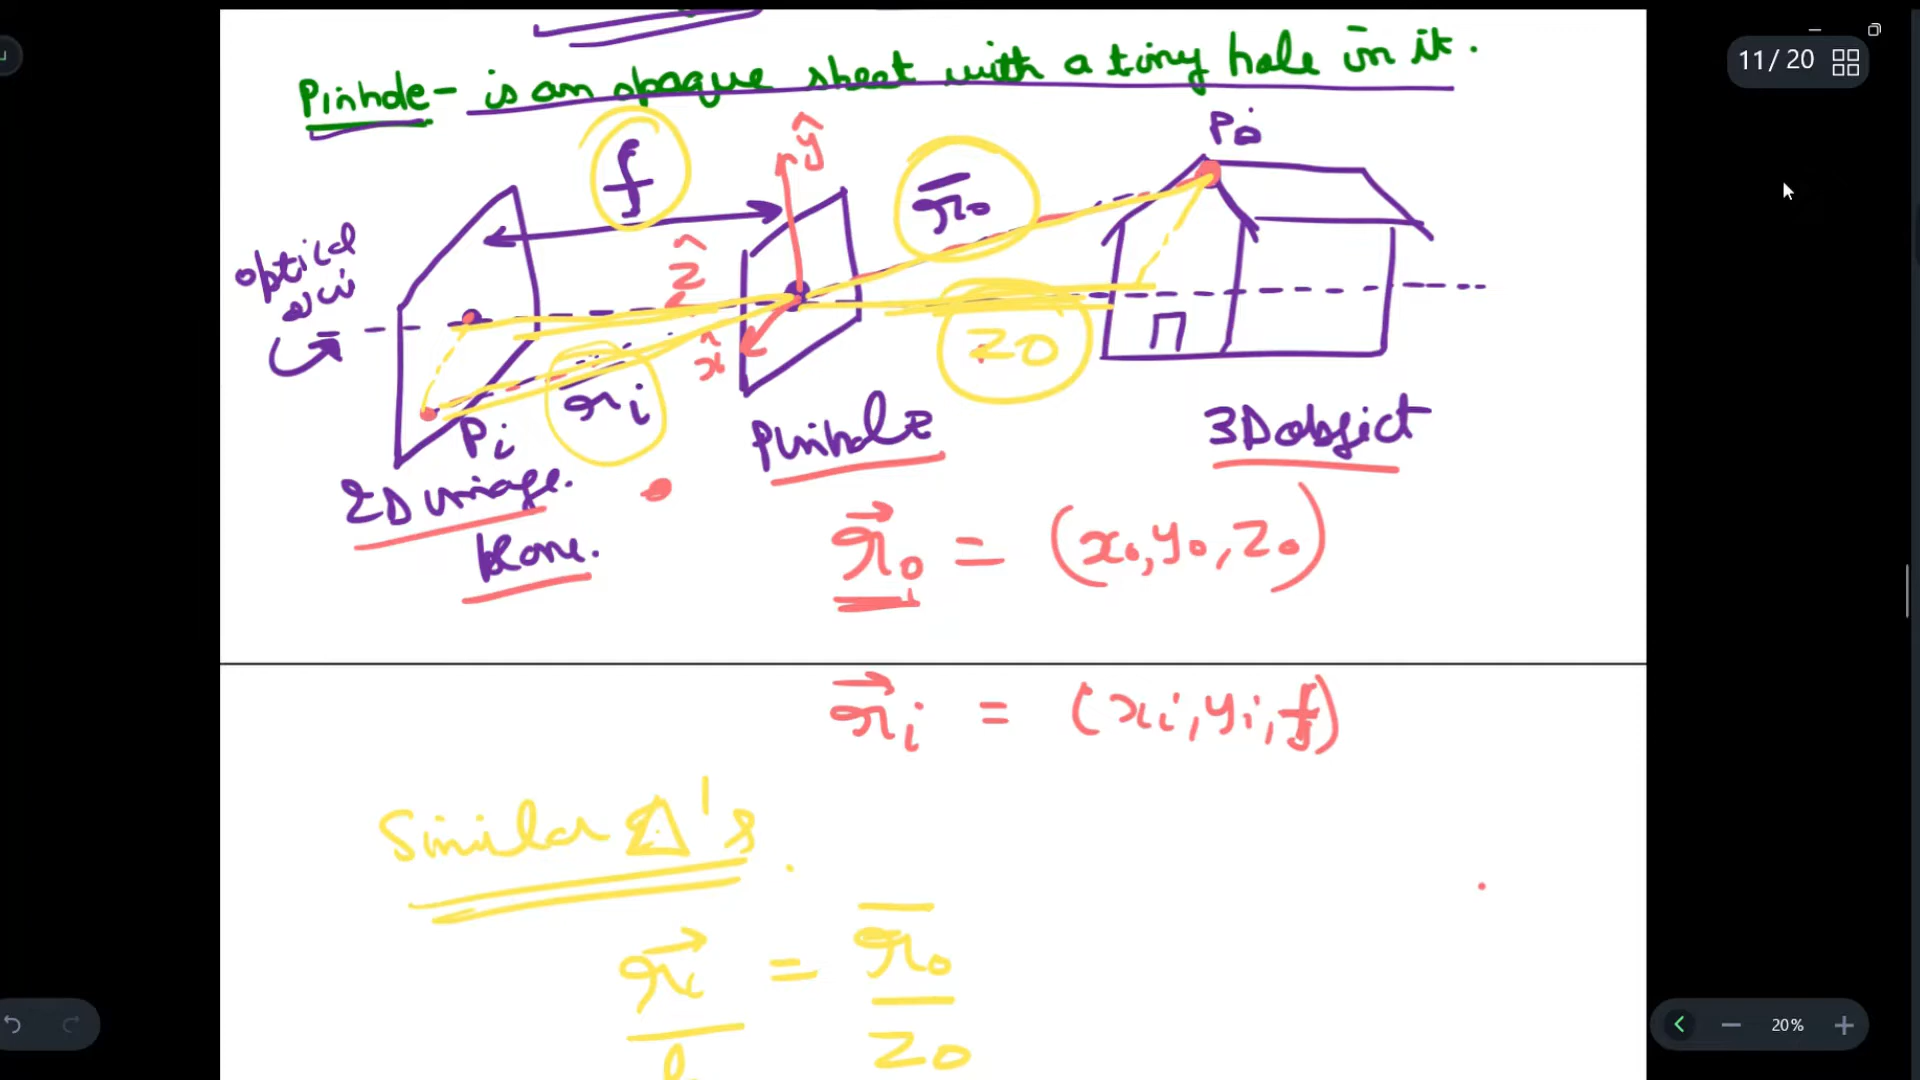 Pinhole - is an opaque sheet with a tiny hole in it.
11 / 20
Po
f
ŷ
r̄o
optical
axis
ẑ
x̂
ri
zo
Pi
Pinhole
3D object
2D image
plane.
r⃗o = (xo, yo, zo)
r⃗i = (xi, yi, f)
Similar Δ's
r⃗i = r̄o
f zo
20%